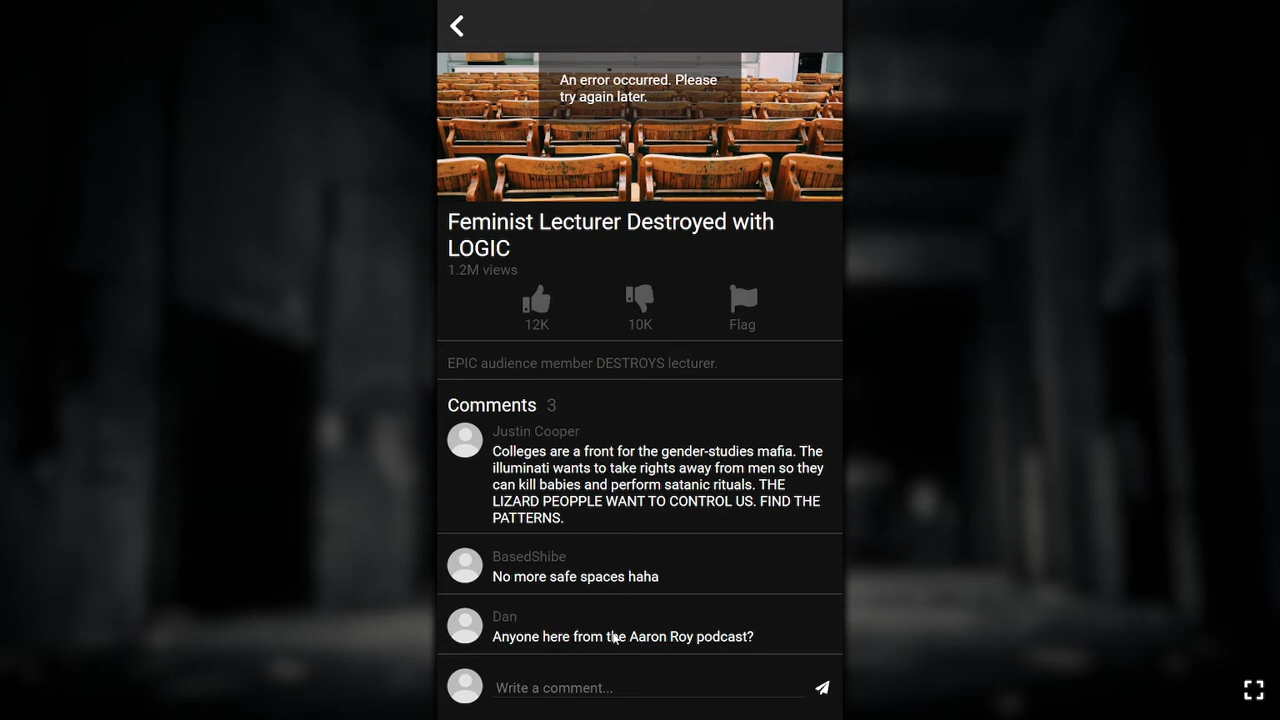 An error occurred. Please
try again later.
Feminist Lecturer Destroyed with
LOGIC
1.2M views
12K
10K
Flag
EPIC audience member DESTROYS lecturer.
Comments 3
Justin Cooper
Colleges are a front for the gender-studies mafia. The
illuminati wants to take rights away from men so they
can kill babies and perform satanic rituals. THE
LIZARD PEOPPLE WANT TO CONTROL US. FIND THE
PATTERNS.
BasedShibe
No more safe spaces haha
Dan
Anyone here from the Aaron Roy podcast?
Write a comment...